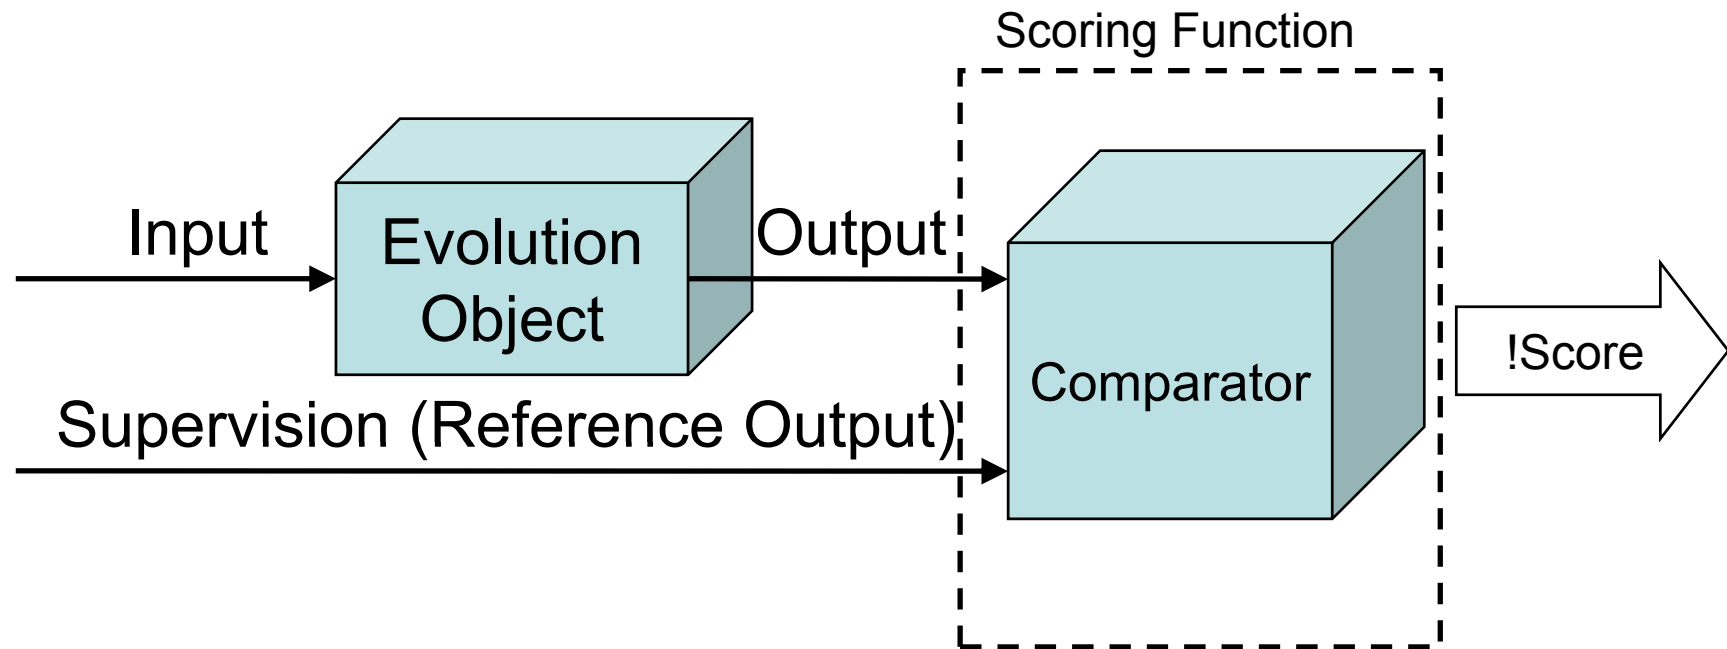 Scoring Function
Input
Evolution
Object
Output
Supervision (Reference Output)
Comparator
!Score